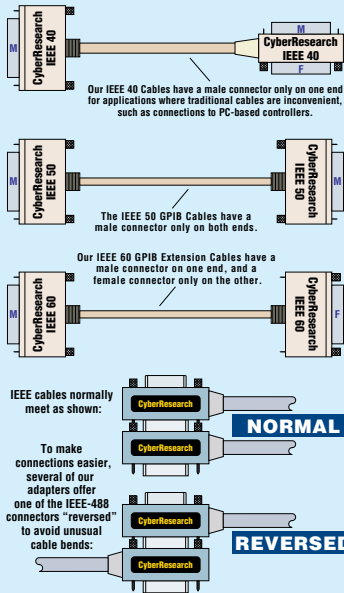 M
CyberResearch
IEEE 40
M
CyberResearch
IEEE 40
F
Our IEEE 40 Cables have a male connector only on one end
for applications where traditional cables are inconvenient,
such as connections to PC-based controllers.
M
CyberResearch
IEEE 50
CyberResearch
IEEE 50
M
The IEEE 50 GPIB Cables have a
male connector only on both ends.
Our IEEE 60 GPIB Extension Cables have a
male connector on one end, and a
female connector only on the other.
M
CyberResearch
IEEE 60
CyberResearch
IEEE 60
F
IEEE cables normally
meet as shown:
CyberResearch
CyberResearch
NORMAL
To make
connections easier,
several of our
adapters offer
one of the IEEE-488
connectors “reversed”
to avoid unusual
cable bends:
CyberResearch
CyberResearch
REVERSED